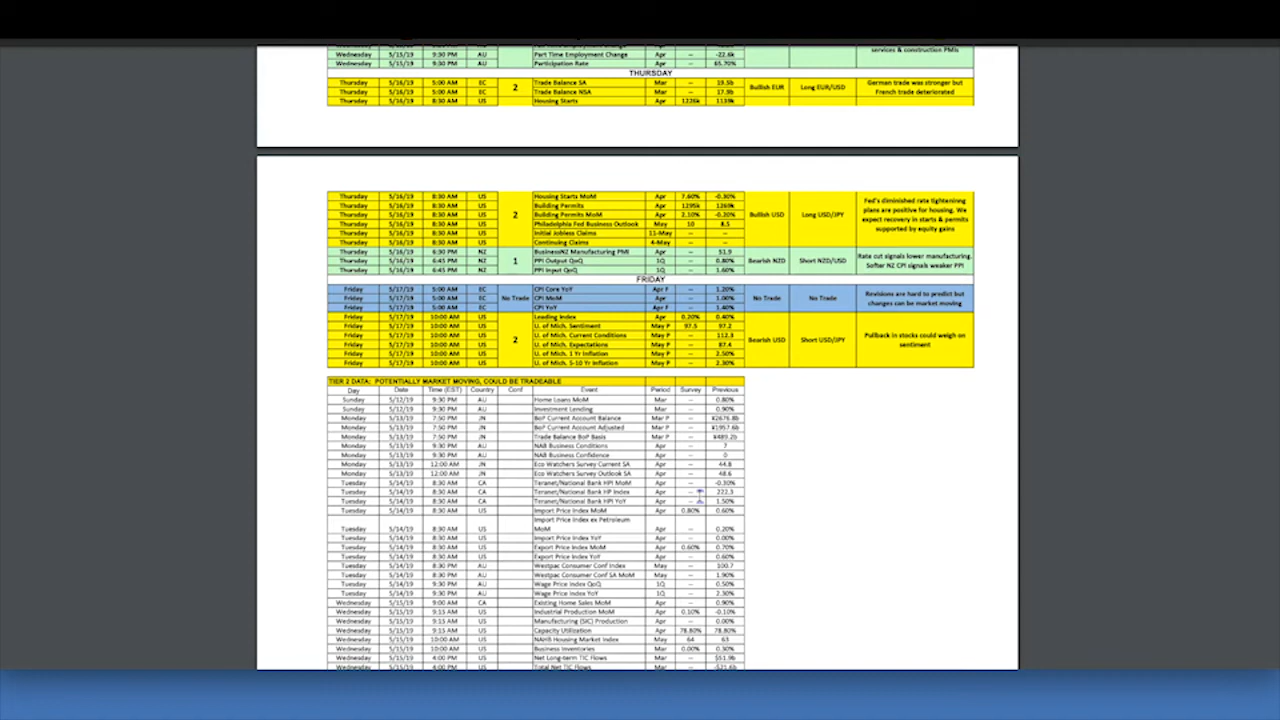 services & construction PMIs
Wednesday 5/15/19 9:30 PM AU Part Time Employment Change Apr -- -22.6k
Wednesday 5/15/19 9:30 PM AU Participation Rate Apr -- 65.70%
THURSDAY
Thursday 5/16/19 5:00 AM EC 2 Trade Balance SA Mar -- 19.5b Bullish EUR Long EUR/USD German trade was stronger but
Thursday 5/16/19 5:00 AM EC Trade Balance NSA Mar -- 17.9b French trade deteriorated
Thursday 5/16/19 8:30 AM US Housing Starts Apr 1226k 1139k
Thursday 5/16/19 8:30 AM US Housing Starts MoM Apr 7.60% -0.30% Fed's diminished rate tightening
Thursday 5/16/19 8:30 AM US Building Permits Apr 1295k 1269k plans are positive for housing. We
Thursday 5/16/19 8:30 AM US 2 Building Permits MoM Apr 2.10% -0.20% Bullish USD Long USD/JPY expect recovery in starts & permits
Thursday 5/16/19 8:30 AM US Philadelphia Fed Business Outlook May 10 8.5 supported by equity gains
Thursday 5/16/19 8:30 AM US Initial Jobless Claims 11-May -- --
Thursday 5/16/19 8:30 AM US Continuing Claims 4-May -- --
Thursday 5/16/19 6:30 PM NZ BusinessNZ Manufacturing PMI Apr -- 51.9 Rate cut signals lower manufacturing.
Thursday 5/16/19 6:45 PM NZ 1 PPI Output QoQ 1Q -- 0.80% Bearish NZD Short NZD/USD Softer NZ CPI signals weaker PPI
Thursday 5/16/19 6:45 PM NZ PPI Input QoQ 1Q -- 1.60%
FRIDAY
Friday 5/17/19 5:00 AM EC CPI Core YoY Apr F -- 1.20% Revisions are hard to predict but
Friday 5/17/19 5:00 AM EC No Trade CPI MoM Apr F -- 1.00% No Trade No Trade changes can be market moving
Friday 5/17/19 5:00 AM EC CPI YoY Apr F -- 1.40%
Friday 5/17/19 10:00 AM US Leading Index Apr 0.20% 0.40%
Friday 5/17/19 10:00 AM US U. of Mich. Sentiment May P 97.5 97.2
Friday 5/17/19 10:00 AM US 2 U. of Mich. Current Conditions May P -- 112.3 Bearish USD Short USD/JPY Pullback in stocks could weigh on
Friday 5/17/19 10:00 AM US U. of Mich. Expectations May P -- 87.4 sentiment
Friday 5/17/19 10:00 AM US U. of Mich. 1 Yr Inflation May P -- 2.50%
Friday 5/17/19 10:00 AM US U. of Mich. 5-10 Yr Inflation May P -- 2.30%
TIER 2 DATA: POTENTIALLY MARKET MOVING, COULD BE TRADEABLE
Day Date Time (EST) Country Conf Event Period Survey Previous
Sunday 5/12/19 9:30 PM AU Home Loans MoM Mar -- 0.80%
Sunday 5/12/19 9:30 PM AU Investment Lending Mar -- 0.90%
Monday 5/13/19 7:50 PM JN BoP Current Account Balance Mar P -- ¥2676.8b
Monday 5/13/19 7:50 PM JN BoP Current Account Adjusted Mar P -- ¥1957.6b
Monday 5/13/19 7:50 PM JN Trade Balance BoP Basis Mar P -- ¥489.2b
Monday 5/13/19 9:30 PM AU NAB Business Conditions Apr -- 7
Monday 5/13/19 9:30 PM AU NAB Business Confidence Apr -- 0
Monday 5/13/19 12:00 AM JN Eco Watchers Survey Current SA Apr -- 44.8
Monday 5/13/19 12:00 AM JN Eco Watchers Survey Outlook SA Apr -- 48.6
Tuesday 5/14/19 8:30 AM CA Teranet/National Bank HPI MoM Apr -- -0.30%
Tuesday 5/14/19 8:30 AM CA Teranet/National Bank HP Index Apr -- 222.3
Tuesday 5/14/19 8:30 AM CA Teranet/National Bank HPI YoY Apr -- 1.50%
Tuesday 5/14/19 8:30 AM US Import Price Index MoM Apr 0.80% 0.60%
Import Price Index ex Petroleum
Tuesday 5/14/19 8:30 AM US MoM Apr -- 0.20%
Tuesday 5/14/19 8:30 AM US Import Price Index YoY Apr -- 0.00%
Tuesday 5/14/19 8:30 AM US Export Price Index MoM Apr 0.60% 0.70%
Tuesday 5/14/19 8:30 AM US Export Price Index YoY Apr -- 0.60%
Tuesday 5/14/19 8:30 PM AU Westpac Consumer Conf Index May -- 100.7
Tuesday 5/14/19 8:30 PM AU Westpac Consumer Conf SA MoM May -- 1.90%
Tuesday 5/14/19 9:30 PM AU Wage Price Index QoQ 1Q -- 0.50%
Tuesday 5/14/19 9:30 PM AU Wage Price Index YoY 1Q -- 2.30%
Wednesday 5/15/19 9:00 AM CA Existing Home Sales MoM Apr -- 0.90%
Wednesday 5/15/19 9:15 AM US Industrial Production MoM Apr 0.10% -0.10%
Wednesday 5/15/19 9:15 AM US Manufacturing (SIC) Production Apr -- 0.00%
Wednesday 5/15/19 9:15 AM US Capacity Utilization Apr 78.80% 78.80%
Wednesday 5/15/19 10:00 AM US NAHB Housing Market Index May 64 63
Wednesday 5/15/19 10:00 AM US Business Inventories Mar 0.00% 0.30%
Wednesday 5/15/19 4:00 PM US Net Long-term TIC Flows Mar -- $51.9b
Wednesday 5/15/19 4:00 PM US Total Net TIC Flows Mar -- -$21.6b